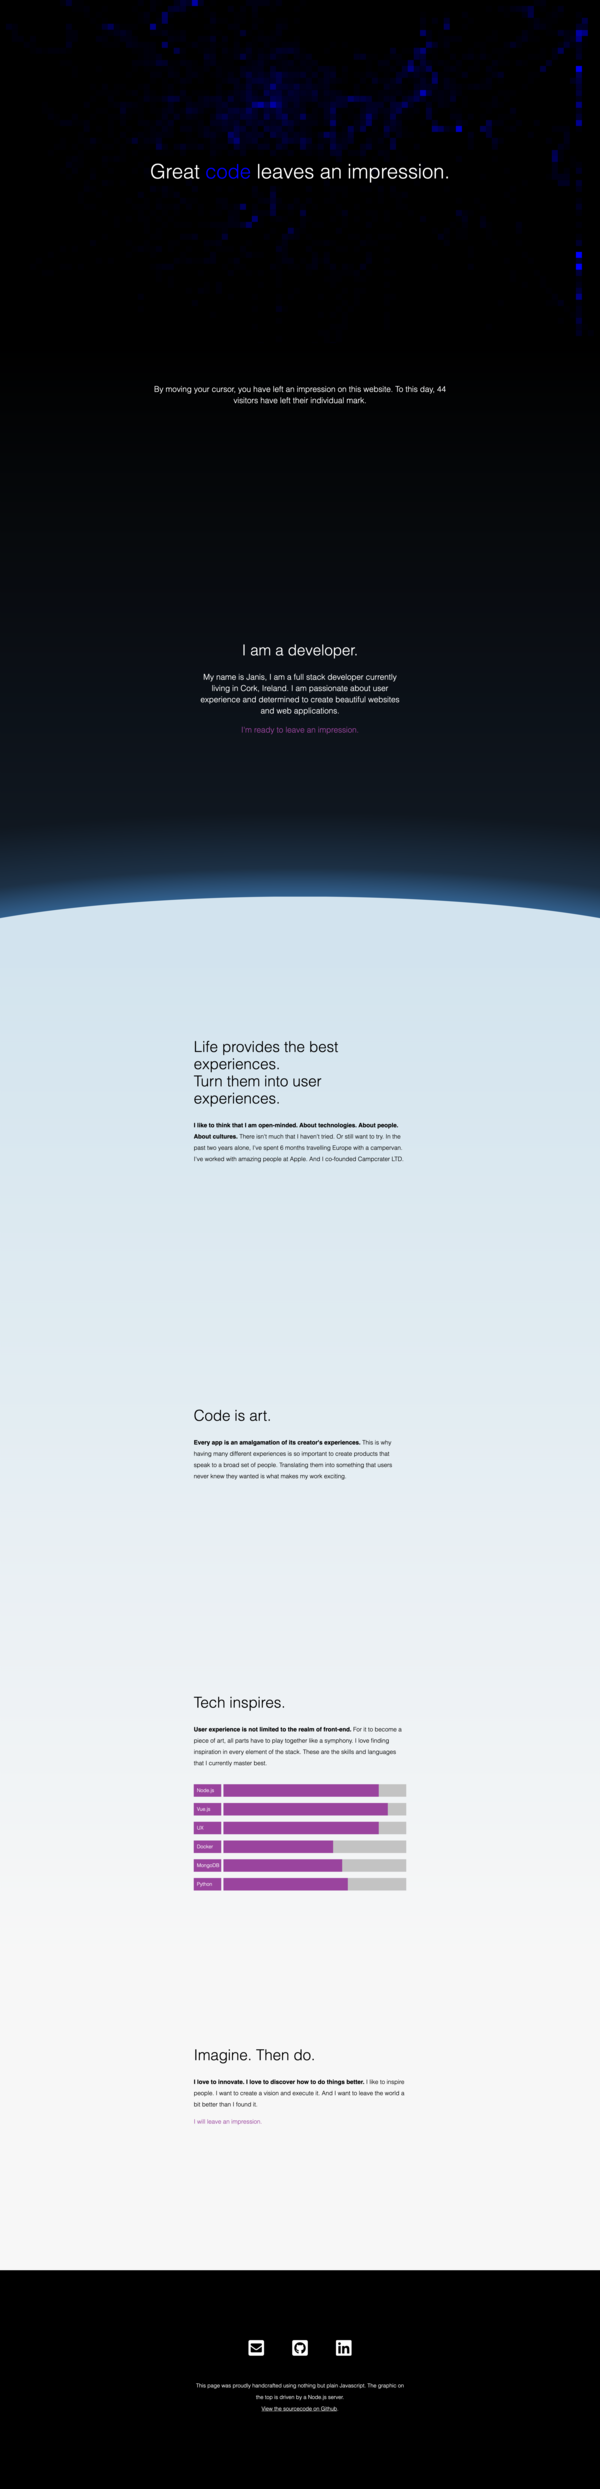 Great code leaves an impression.
By moving your cursor, you have left an impression on this website. To this day, 44
visitors have left their individual mark.
I am a developer.
My name is Janis, I am a full stack developer currently
living in Cork, Ireland. I am passionate about user
experience and determined to create beautiful websites
and web applications.
I'm ready to leave an impression.
Life provides the best
experiences.
Turn them into user
experiences.
I like to think that I am open-minded. About technologies. About people.
About cultures. There isn't much that I haven't tried. Or still want to try. In the
past two years alone, I've spent 6 months travelling Europe with a campervan.
I've worked with amazing people at Apple. And I co-founded Campcrater LTD.
Code is art.
Every app is an amalgamation of its creator's experiences. This is why
having many different experiences is so important to create products that
speak to a broad set of people. Translating them into something that users
never knew they wanted is what makes my work exciting.
Tech inspires.
User experience is not limited to the realm of front-end. For it to become a
piece of art, all parts have to play together like a symphony. I love finding
inspiration in every element of the stack. These are the skills and languages
that I currently master best.
Node.js
Vue.js
UX
Docker
MongoDB
Python
Imagine. Then do.
I love to innovate. I love to discover how to do things better. I like to inspire
people. I want to create a vision and execute it. And I want to leave the world a
bit better than I found it.
I will leave an impression.
This page was proudly handcrafted using nothing but plain Javascript. The graphic on
the top is driven by a Node.js server.
View the sourcecode on Github.